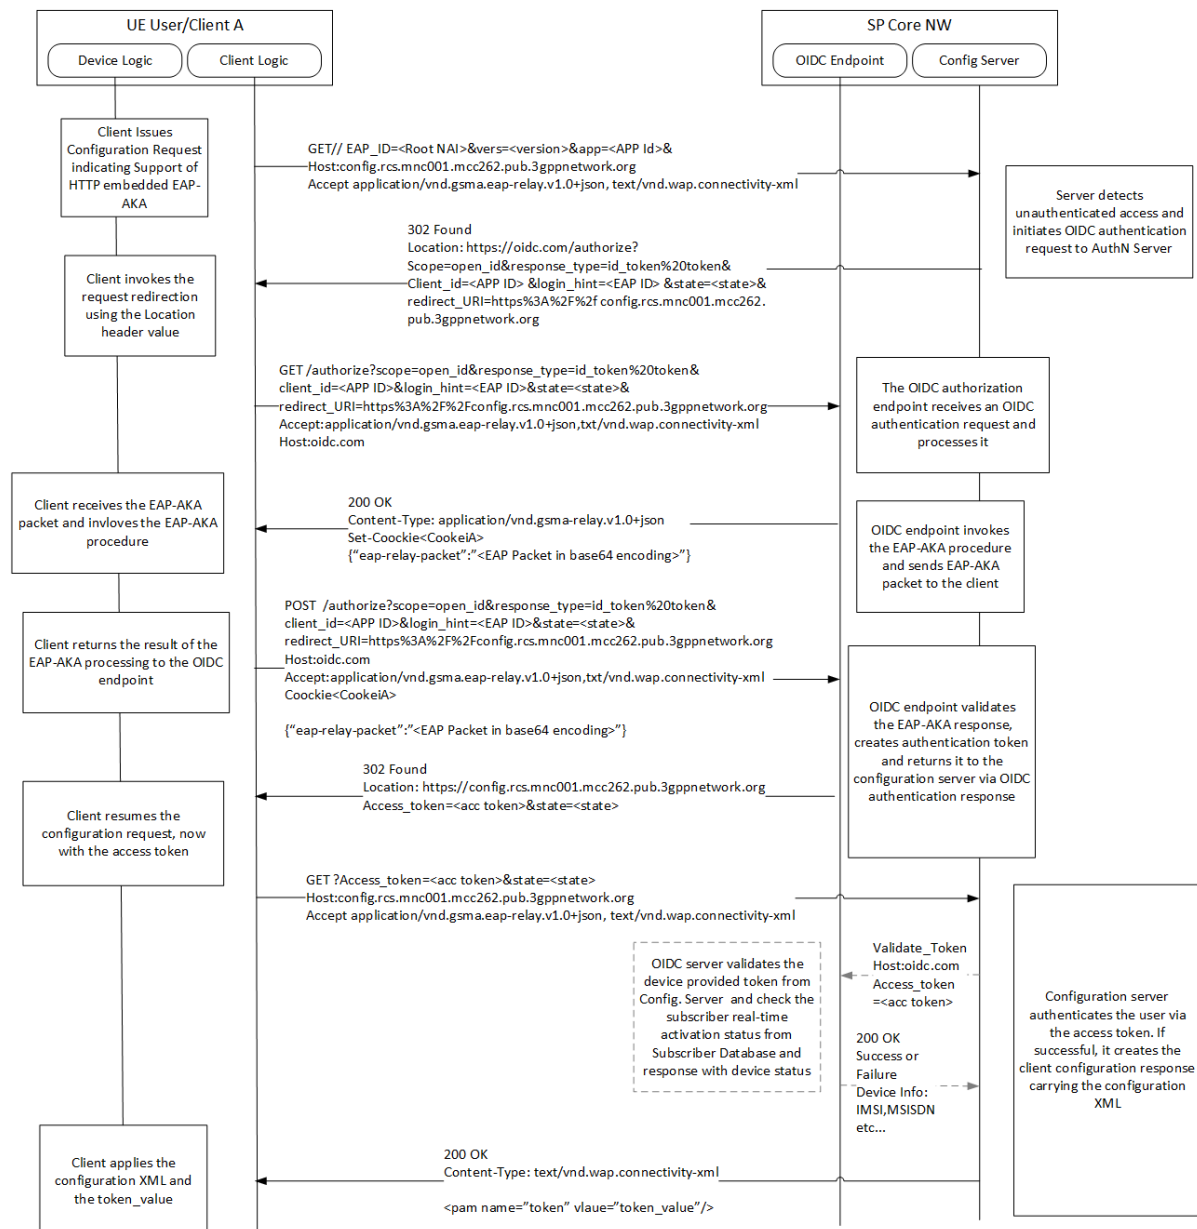 UE User/Client A
SP Core NW
Device Logic
Client Logic
OIDC Endpoint
Config Server
Client Issues
Configuration Request
indicating Support of
HTTP embedded EAP-
AKA
GET// EAP_ID=<Root NAI>&vers=<version>&app=<APP Id>&
Host:config.rcs.mnc001.mcc262.pub.3gppnetwork.org
Accept application/vnd.gsma.eap-relay.v1.0+json, text/vnd.wap.connectivity-xml
Server detects
unauthenticated access and
initiates OIDC authentication
request to AuthN Server
302 Found
Location: https://oidc.com/authorize?
Scope=open_id&response_type=id_token%20token&
Client_id=<APP ID> &login_hint=<EAP ID> &state=<state>&
redirect_URI=https%3A%2F%2f config.rcs.mnc001.mcc262.
pub.3gppnetwork.org
Client invokes the
request redirection
using the Location
header value
GET /authorize?scope=open_id&response_type=id_token%20token&
client_id=<APP ID>&login_hint=<EAP ID>&state=<state>&
redirect_URI=https%3A%2F%2Fconfig.rcs.mnc001.mcc262.pub.3gppnetwork.org
Accept:application/vnd.gsma.eap-relay.v1.0+json,txt/vnd.wap.connectivity-xml
Host:oidc.com
The OIDC authorization
endpoint receives an OIDC
authentication request and
processes it
Client receives the EAP-AKA
packet and invloves the EAP-AKA
procedure
200 OK
Content-Type: application/vnd.gsma-relay.v1.0+json
Set-Coockie<CookeiA>
{“eap-relay-packet”:”<EAP Packet in base64 encoding>”}
OIDC endpoint invokes
the EAP-AKA procedure
and sends EAP-AKA
packet to the client
POST /authorize?scope=open_id&response_type=id_token%20token&
client_id=<APP ID>&login_hint=<EAP ID>&state=<state>&
redirect_URI=https%3A%2F%2Fconfig.rcs.mnc001.mcc262.pub.3gppnetwork.org
Host:oidc.com
Accept:application/vnd.gsma.eap-relay.v1.0+json,txt/vnd.wap.connectivity-xml
Coockie<CookeiA>
{“eap-relay-packet”:”<EAP Packet in base64 encoding>”}
Client returns the result of the
EAP-AKA processing to the OIDC
endpoint
OIDC endpoint validates
the EAP-AKA response,
creates authentication token
and returns it to the
configuration server via OIDC
authentication response
302 Found
Location: https://config.rcs.mnc001.mcc262.pub.3gppnetwork.org
Access_token=<acc token>&state=<state>
Client resumes the
configuration request, now
with the access token
GET ?Access_token=<acc token>&state=<state>
Host:config.rcs.mnc001.mcc262.pub.3gppnetwork.org
Accept application/vnd.gsma.eap-relay.v1.0+json, text/vnd.wap.connectivity-xml
OIDC server validates the
device provided token from
Config. Server and check the
subscriber real-time
activation status from
Subscriber Database and
response with device status
Validate_Token
Host:oidc.com
Access_token
=<acc token>
200 OK
Success or
Failure
Device Info:
IMSI,MSISDN
etc...
Configuration server
authenticates the user via
the access token. If
successful, it creates the
client configuration response
carrying the configuration
XML
Client applies the
configuration XML and
the token_value
200 OK
Content-Type: text/vnd.wap.connectivity-xml
<pam name=”token” vlaue=”token_value”/>